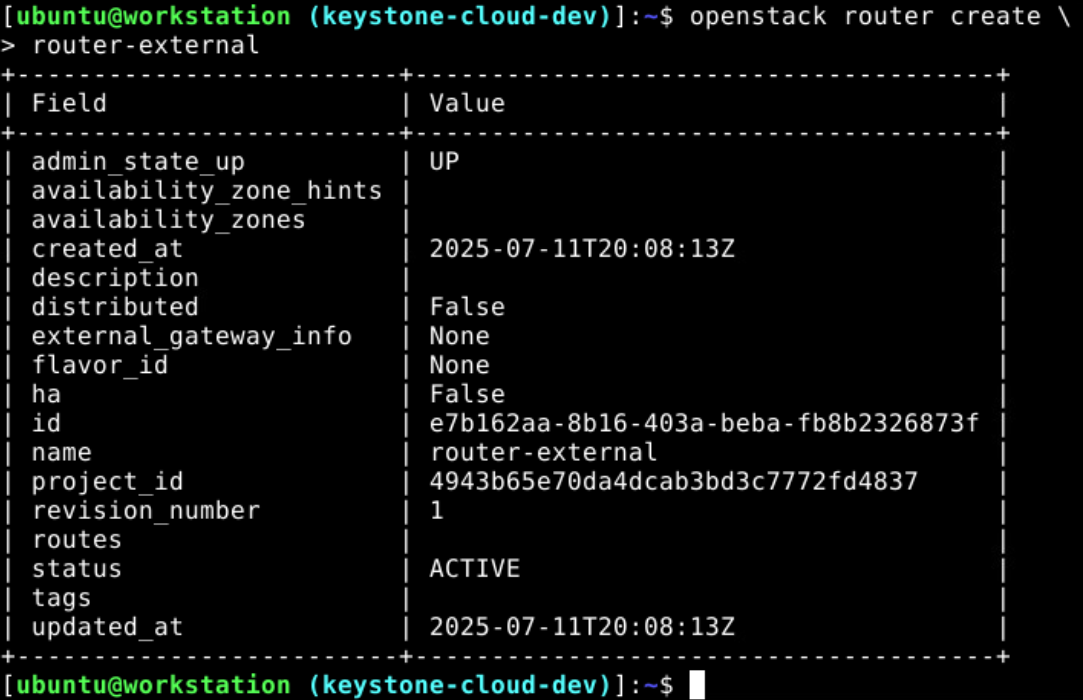 [ubuntu@workstation (keystone-cloud-dev)]:~$ openstack router create \
> router-external
+--------------------------+--------------------------------------+
| Field                    | Value                                |
+--------------------------+--------------------------------------+
| admin_state_up           | UP                                   |
| availability_zone_hints  |                                      |
| availability_zones       |                                      |
| created_at               | 2025-07-11T20:08:13Z                 |
| description              |                                      |
| distributed              | False                                |
| external_gateway_info    | None                                 |
| flavor_id                | None                                 |
| ha                       | False                                |
| id                       | e7b162aa-8b16-403a-beba-fb8b2326873f |
| name                     | router-external                      |
| project_id               | 4943b65e70da4dcab3bd3c7772fd4837     |
| revision_number          | 1                                    |
| routes                   |                                      |
| status                   | ACTIVE                               |
| tags                     |                                      |
| updated_at               | 2025-07-11T20:08:13Z                 |
+--------------------------+--------------------------------------+
[ubuntu@workstation (keystone-cloud-dev)]:~$